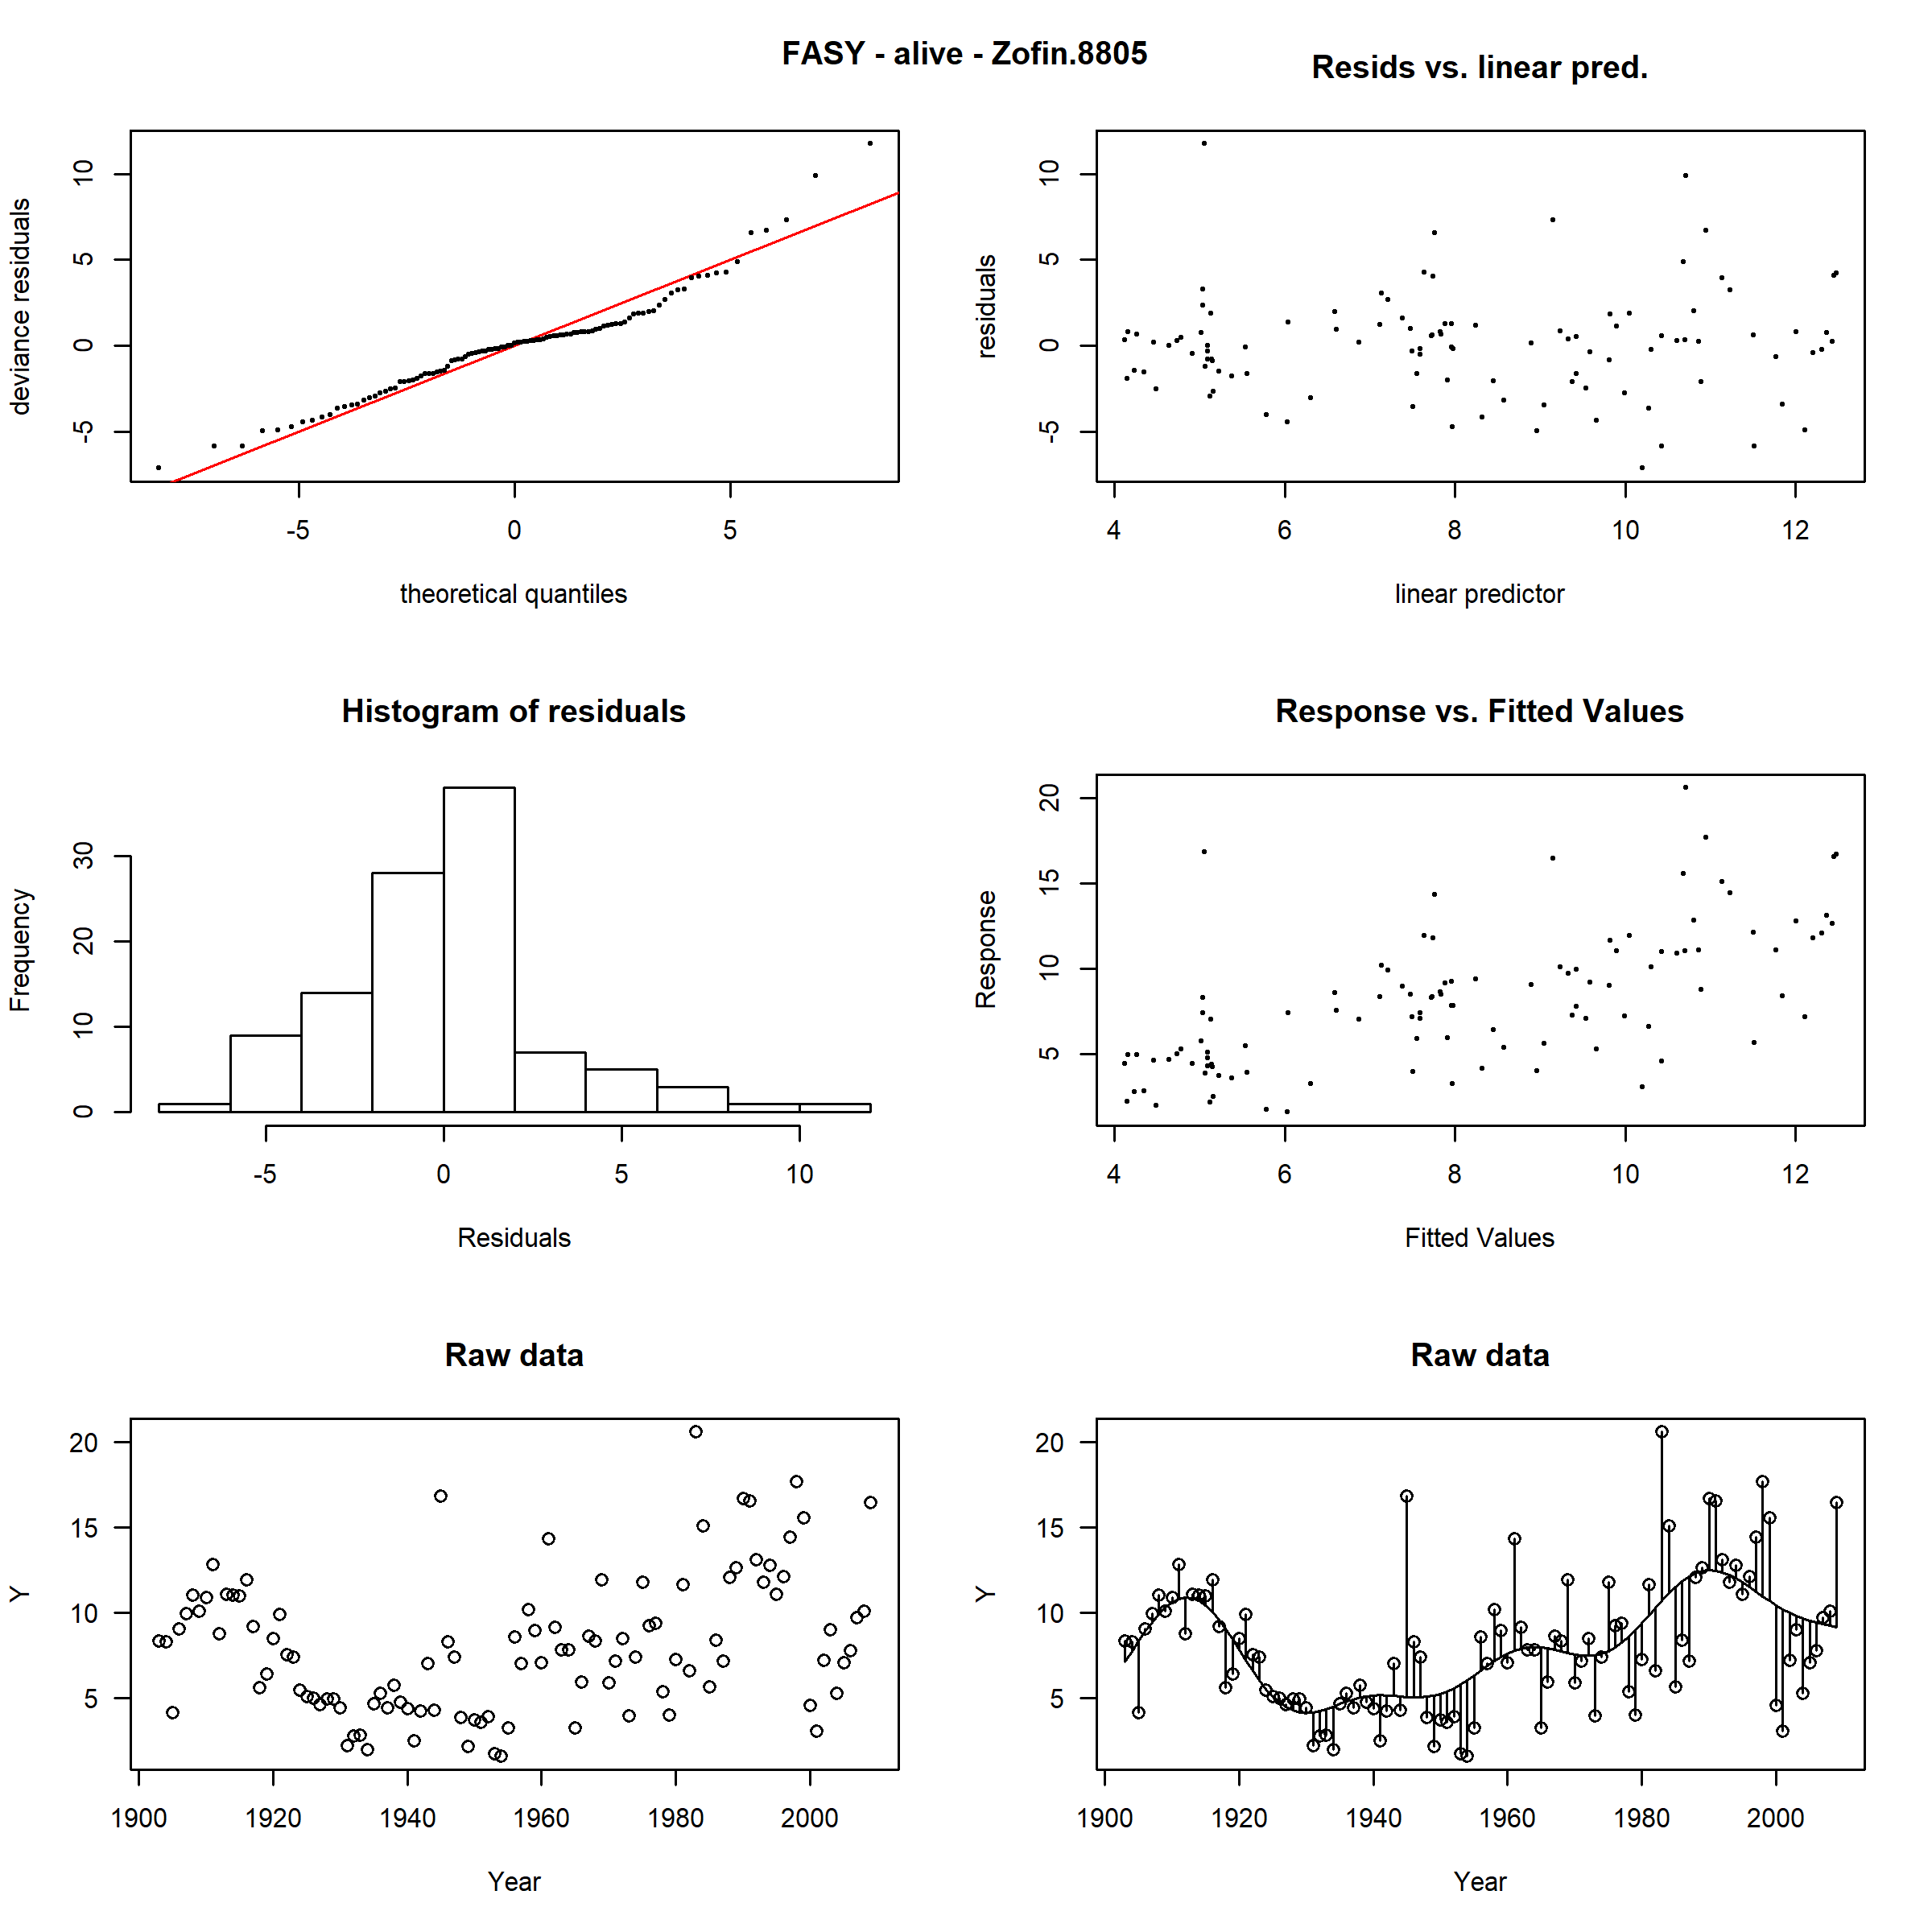 FASY - alive - Zofin.8805
Resids vs. linear pred.
deviance residuals
10
5
0
-5
-5 0 5
theoretical quantiles
residuals
10
5
0
-5
4 6 8 10 12
linear predictor
Histogram of residuals
Frequency
30
20
10
0
-5 0 5 10
Residuals
Response vs. Fitted Values
Response
20
15
10
5
4 6 8 10 12
Fitted Values
Raw data
Y
20
15
10
5
1900 1920 1940 1960 1980 2000
Year
Raw data
Y
20
15
10
5
1900 1920 1940 1960 1980 2000
Year